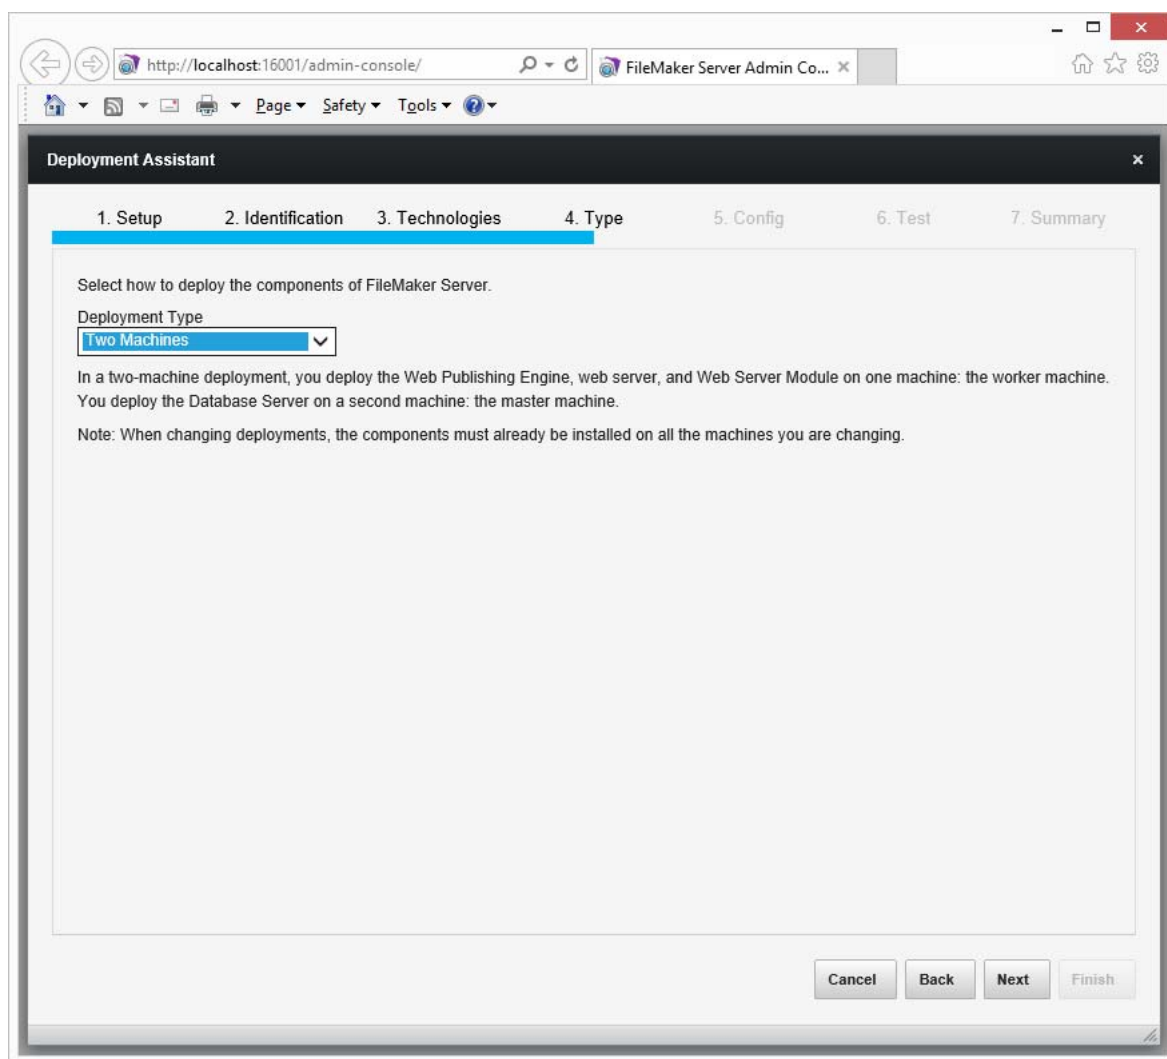 http://localhost:16001/admin-console/
FileMaker Server Admin Co...
Page Safety Tools
Deployment Assistant
1. Setup 2. Identification 3. Technologies 4. Type 5. Config 6. Test 7. Summary
Select how to deploy the components of FileMaker Server.
Deployment Type
Two Machines
In a two-machine deployment, you deploy the Web Publishing Engine, web server, and Web Server Module on one machine: the worker machine.
You deploy the Database Server on a second machine: the master machine.
Note: When changing deployments, the components must already be installed on all the machines you are changing.
Cancel Back Next Finish